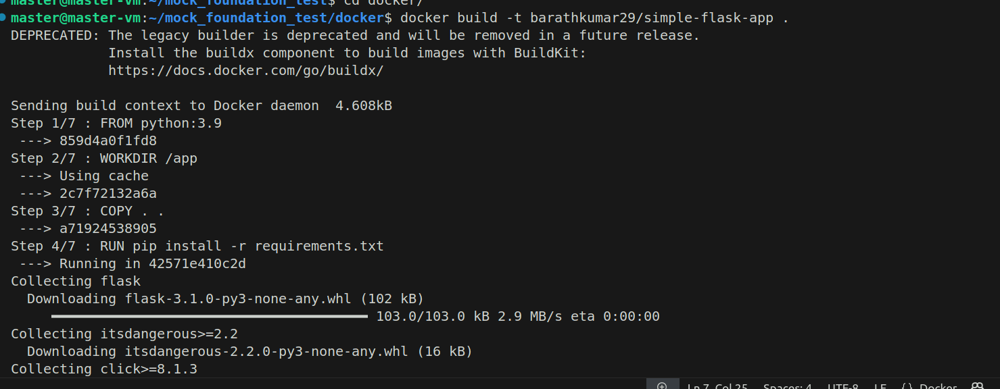 master@master-vm:~/mock_foundation_test$ cd docker/
master@master-vm:~/mock_foundation_test/docker$ docker build -t barathkumar29/simple-flask-app .
DEPRECATED: The legacy builder is deprecated and will be removed in a future release.
            Install the buildx component to build images with BuildKit:
            https://docs.docker.com/go/buildx/

Sending build context to Docker daemon  4.608kB
Step 1/7 : FROM python:3.9
 ---> 859d4a0f1fd8
Step 2/7 : WORKDIR /app
 ---> Using cache
 ---> 2c7f72132a6a
Step 3/7 : COPY . .
 ---> a71924538905
Step 4/7 : RUN pip install -r requirements.txt
 ---> Running in 42571e410c2d
Collecting flask
  Downloading flask-3.1.0-py3-none-any.whl (102 kB)
     103.0/103.0 kB 2.9 MB/s eta 0:00:00
Collecting itsdangerous>=2.2
  Downloading itsdangerous-2.2.0-py3-none-any.whl (16 kB)
Collecting click>=8.1.3
Ln 7, Col 25 Spaces: 4 UTF-8 LF {} Docker